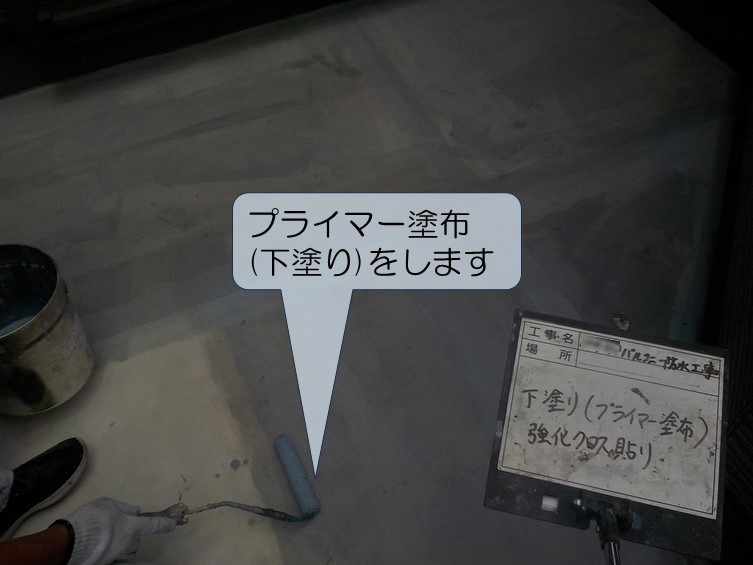 プライマー塗布
(下塗り)をします
工事・名
バルコニー防水工事
場 所
下塗り(プライマー塗布)
強化クロス貼り